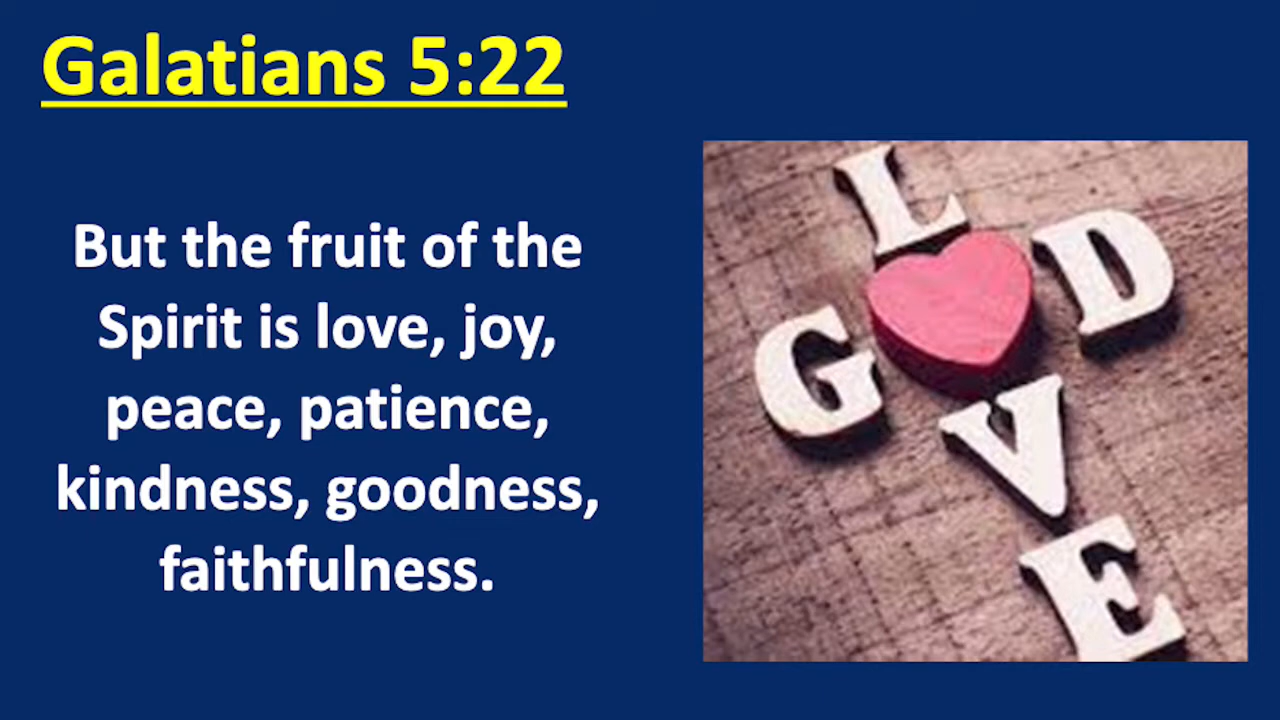 Galatians 5:22
But the fruit of the
Spirit is love, joy,
peace, patience,
kindness, goodness,
faithfulness.
L
G D
V
E